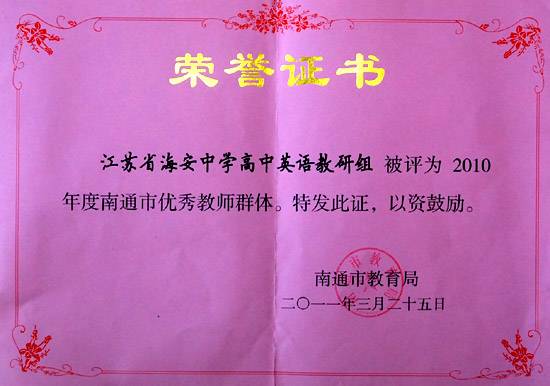 荣誉证书
江苏省海安中学高中英语教研组 被评为 2010
年度南通市优秀教师群体。特发此证，以资鼓励。
南通市教育局
二〇一一年三月二十五日